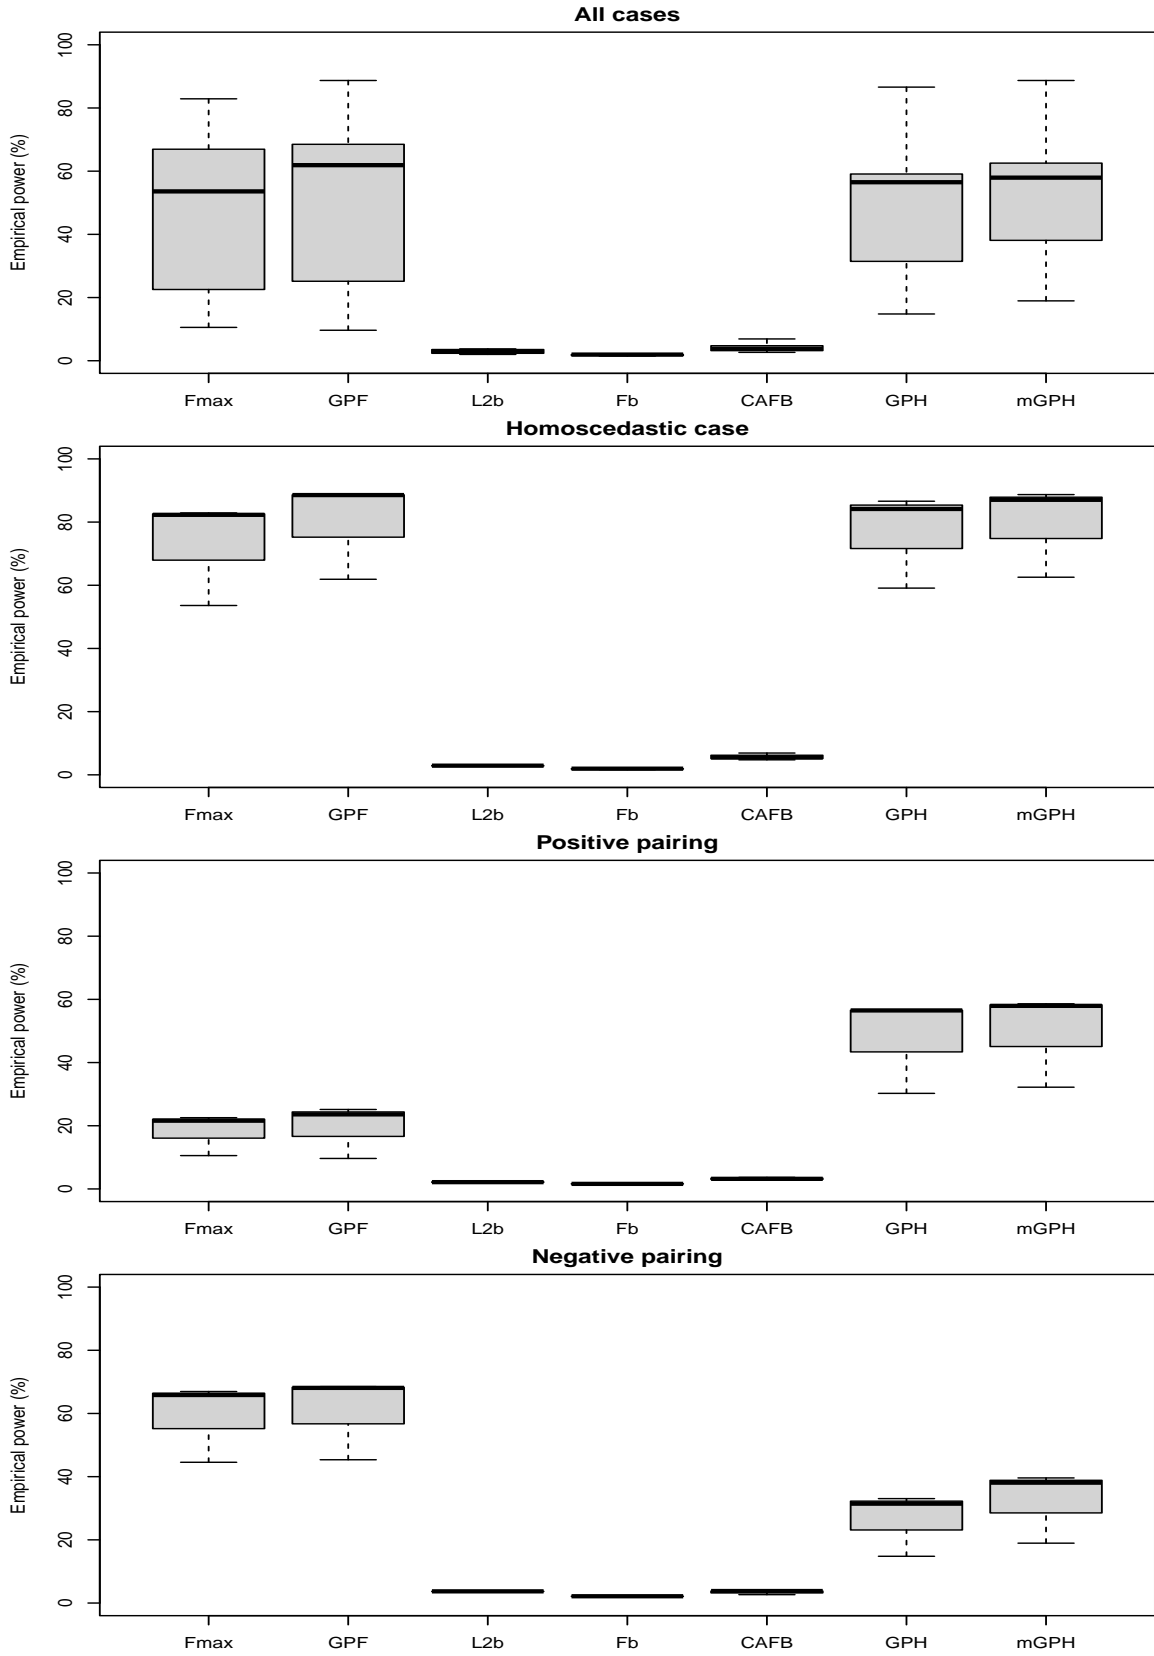 All cases
Empirical power (%)
100
80
60
40
20
0
Fmax GPF L2b Fb CAFB GPH mGPH
Homoscedastic case
Empirical power (%)
100
80
60
40
20
0
Fmax GPF L2b Fb CAFB GPH mGPH
Positive pairing
Empirical power (%)
100
80
60
40
20
0
Fmax GPF L2b Fb CAFB GPH mGPH
Negative pairing
Empirical power (%)
100
80
60
40
20
0
Fmax GPF L2b Fb CAFB GPH mGPH